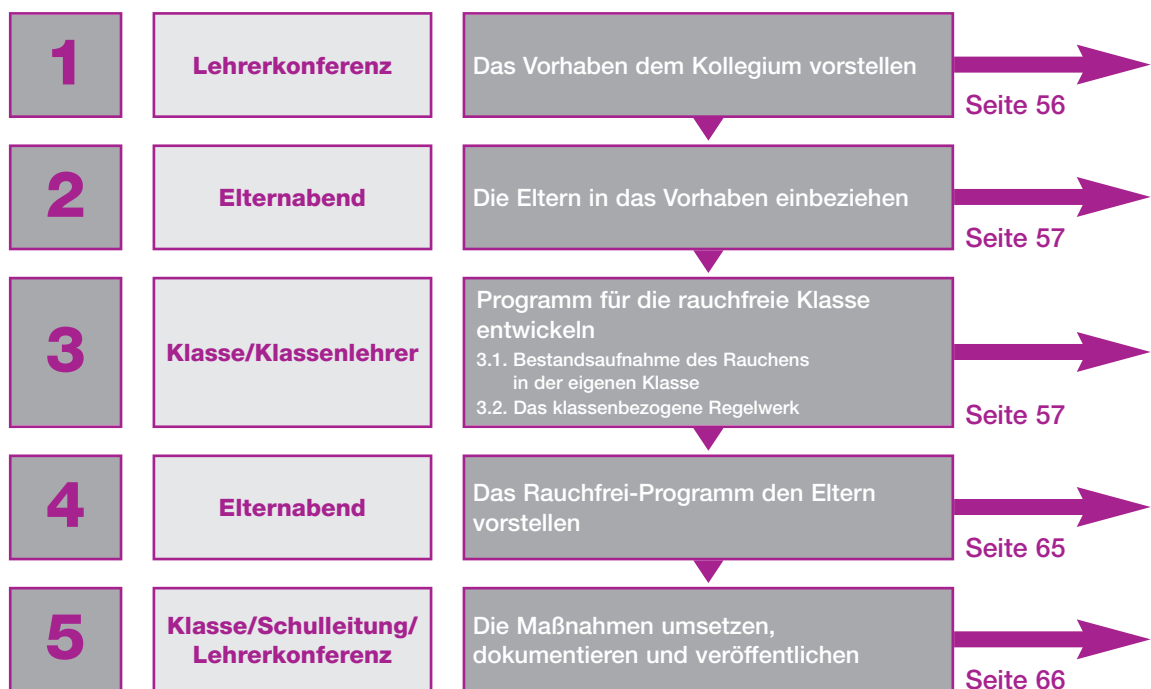 1
Lehrerkonferenz
Das Vorhaben dem Kollegium vorstellen
Seite 56
2
Elternabend
Die Eltern in das Vorhaben einbeziehen
Seite 57
3
Klasse/Klassenlehrer
Programm für die rauchfreie Klasse
entwickeln
3.1. Bestandsaufnahme des Rauchens
in der eigenen Klasse
3.2. Das klassenbezogene Regelwerk
Seite 57
4
Elternabend
Das Rauchfrei-Programm den Eltern
vorstellen
Seite 65
5
Klasse/Schulleitung/
Lehrerkonferenz
Die Maßnahmen umsetzen,
dokumentieren und veröffentlichen
Seite 66